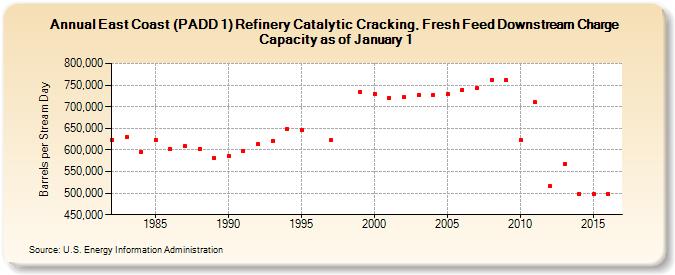 Annual East Coast (PADD 1) Refinery Catalytic Cracking, Fresh Feed Downstream Charge
Capacity as of January 1
Barrels per Stream Day
800,000
750,000
700,000
650,000
600,000
550,000
500,000
450,000
1985 1990 1995 2000 2005 2010 2015
Source: U.S. Energy Information Administration